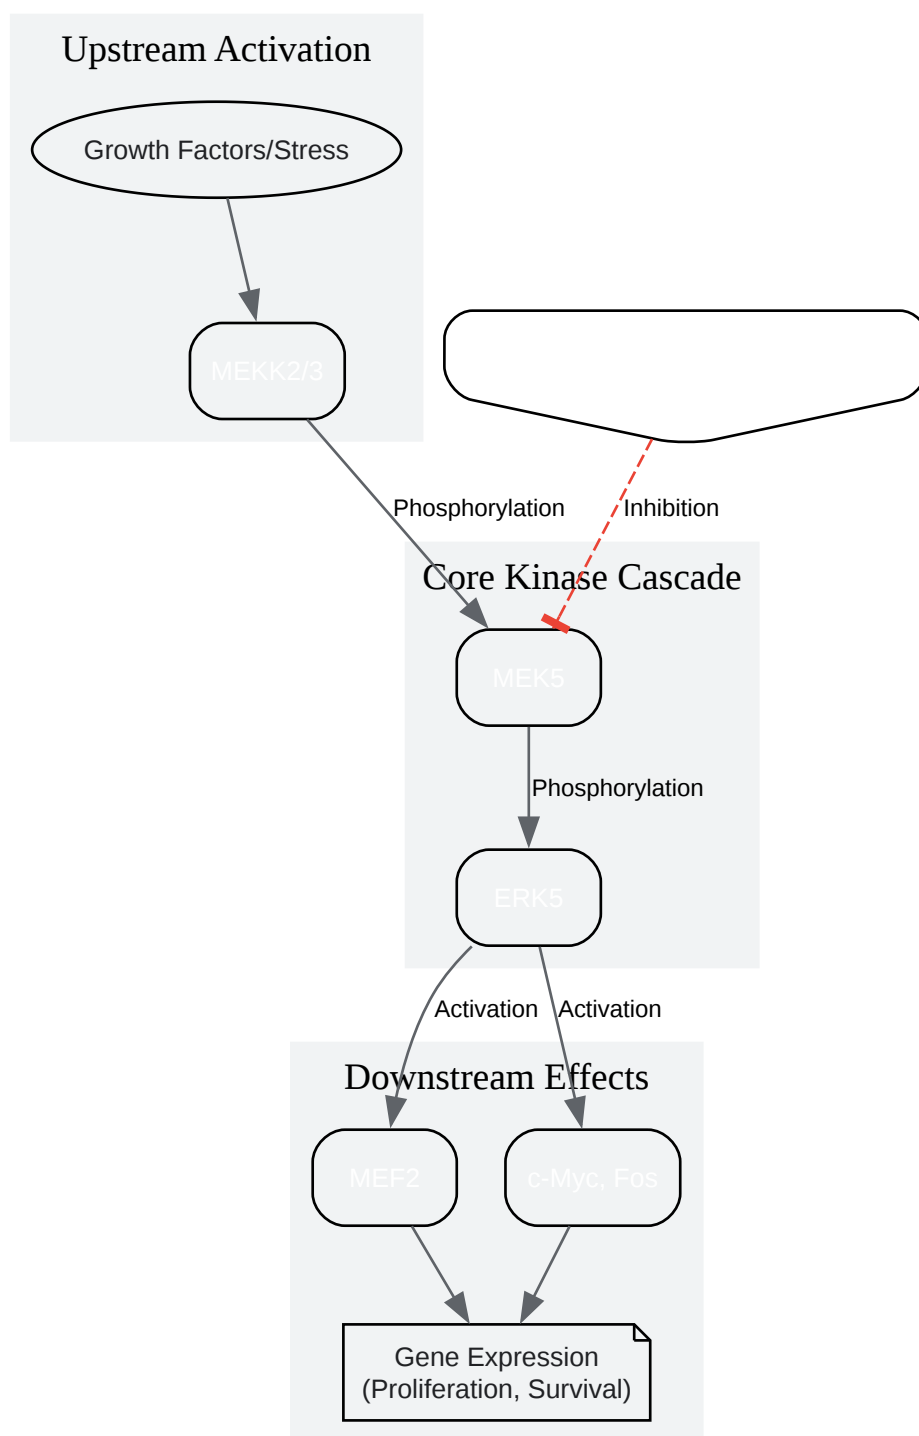 Upstream Activation
Growth Factors/Stress
MEKK2/3
Phosphorylation
Inhibition
Core Kinase Cascade
MEK5
Phosphorylation
ERK5
Activation
Activation
Downstream Effects
MEF2
c-Myc, Fos
Gene Expression
(Proliferation, Survival)